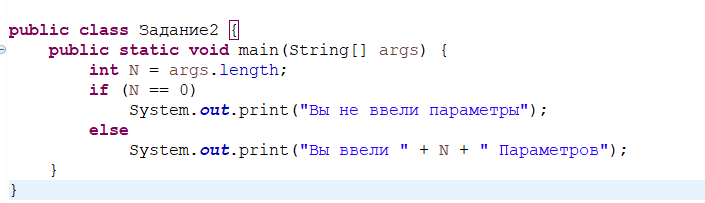 public class Задание2 {
    public static void main(String[] args) {
        int N = args.length;
        if (N == 0)
            System.out.print("Вы не ввели параметры");
        else
            System.out.print("Вы ввели " + N + " Параметров");
    }
}